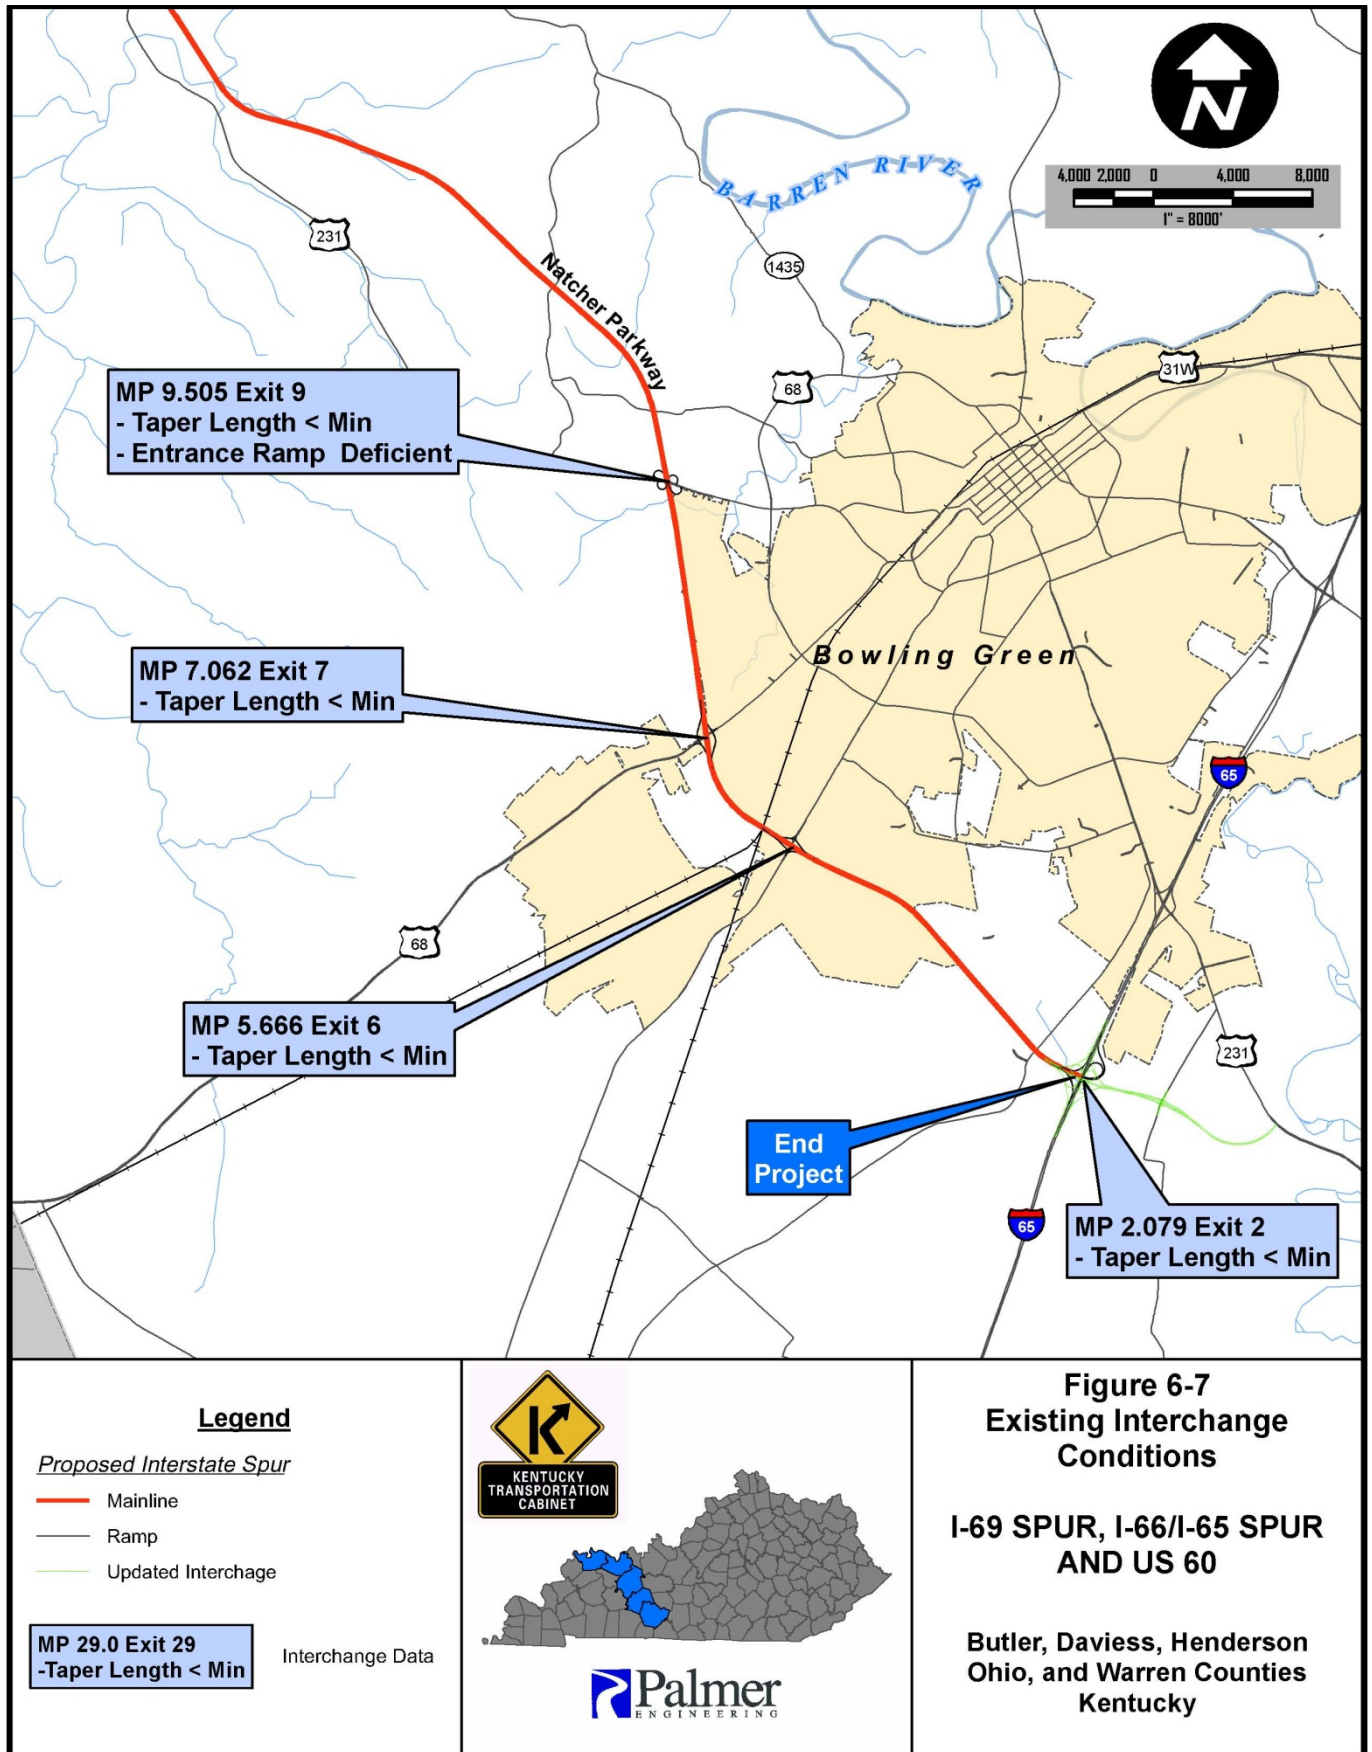 N
4,000 2,000 0 4,000 8,000
1" = 8000'
BARREN RIVER
231
1435
Natcher Parkway
31W
68
MP 9.505 Exit 9
- Taper Length < Min
- Entrance Ramp Deficient
Bowling Green
MP 7.062 Exit 7
- Taper Length < Min
65
68
MP 5.666 Exit 6
- Taper Length < Min
231
End
Project
65
MP 2.079 Exit 2
- Taper Length < Min
Legend
Proposed Interstate Spur
Mainline
Ramp
Updated Interchage
MP 29.0 Exit 29
-Taper Length < Min
Interchange Data
K
KENTUCKY
TRANSPORTATION
CABINET
Palmer
ENGINEERING
Figure 6-7
Existing Interchange
Conditions
I-69 SPUR, I-66/I-65 SPUR
AND US 60
Butler, Daviess, Henderson
Ohio, and Warren Counties
Kentucky